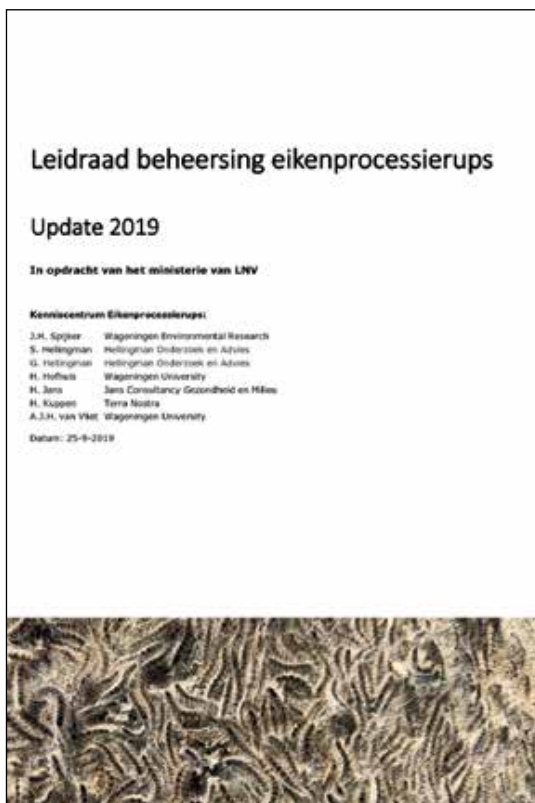 Leidraad beheersing eikenprocessierups
Update 2019
In opdracht van het ministerie van LNV
Kenniscentrum Eikenprocessierups:
J.H. Spijker Wageningen Environmental Research
S. Hellingman Hellingman Onderzoek en Advies
G. Hellingman Hellingman Onderzoek en Advies
H. Hofhuis Wageningen University
H. Jans Jans Consultancy Gezondheid en Milieu
H. Kuppen Terra Nostra
A.J.H. van Vliet Wageningen University
Datum: 25-9-2019